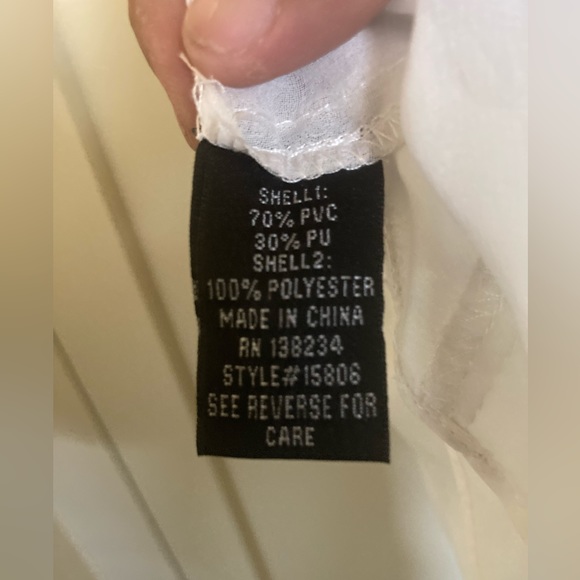 SHELL1:
70% PVC
30% PU
SHELL2:
100% POLYESTER
MADE IN CHINA
RN 138234
STYLE#15806
SEE REVERSE FOR
CARE